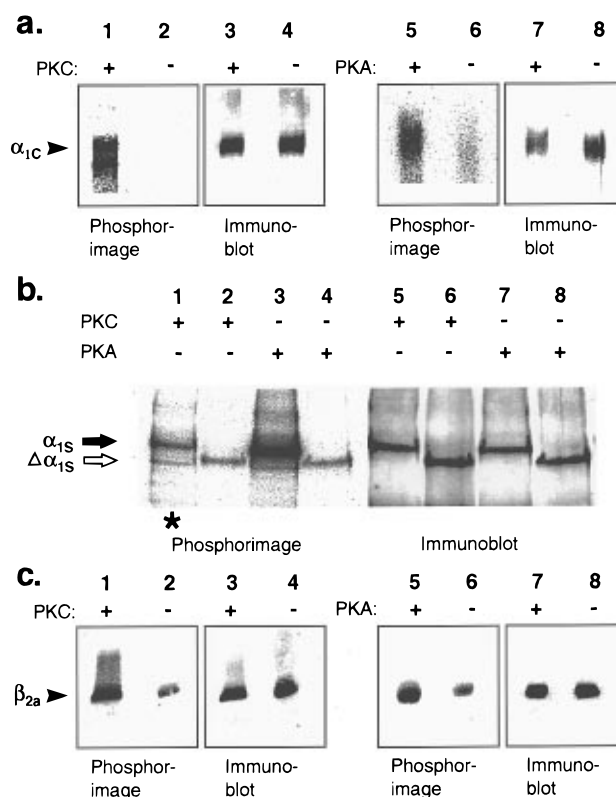 a.
1 2 3 4 5 6 7 8
PKC: + - + - PKA: + - + -
α1C
Phosphor- Immuno- Phosphor- Immuno-
image blot image blot
b.
1 2 3 4 5 6 7 8
PKC + + - - + + - -
PKA - - + + - - + +
α1S
Δα1S
*
Phosphorimage Immunoblot
c.
1 2 3 4 5 6 7 8
PKC: + - + - PKA: + - + -
β2a
Phosphor- Immuno- Phosphor- Immuno-
image blot image blot